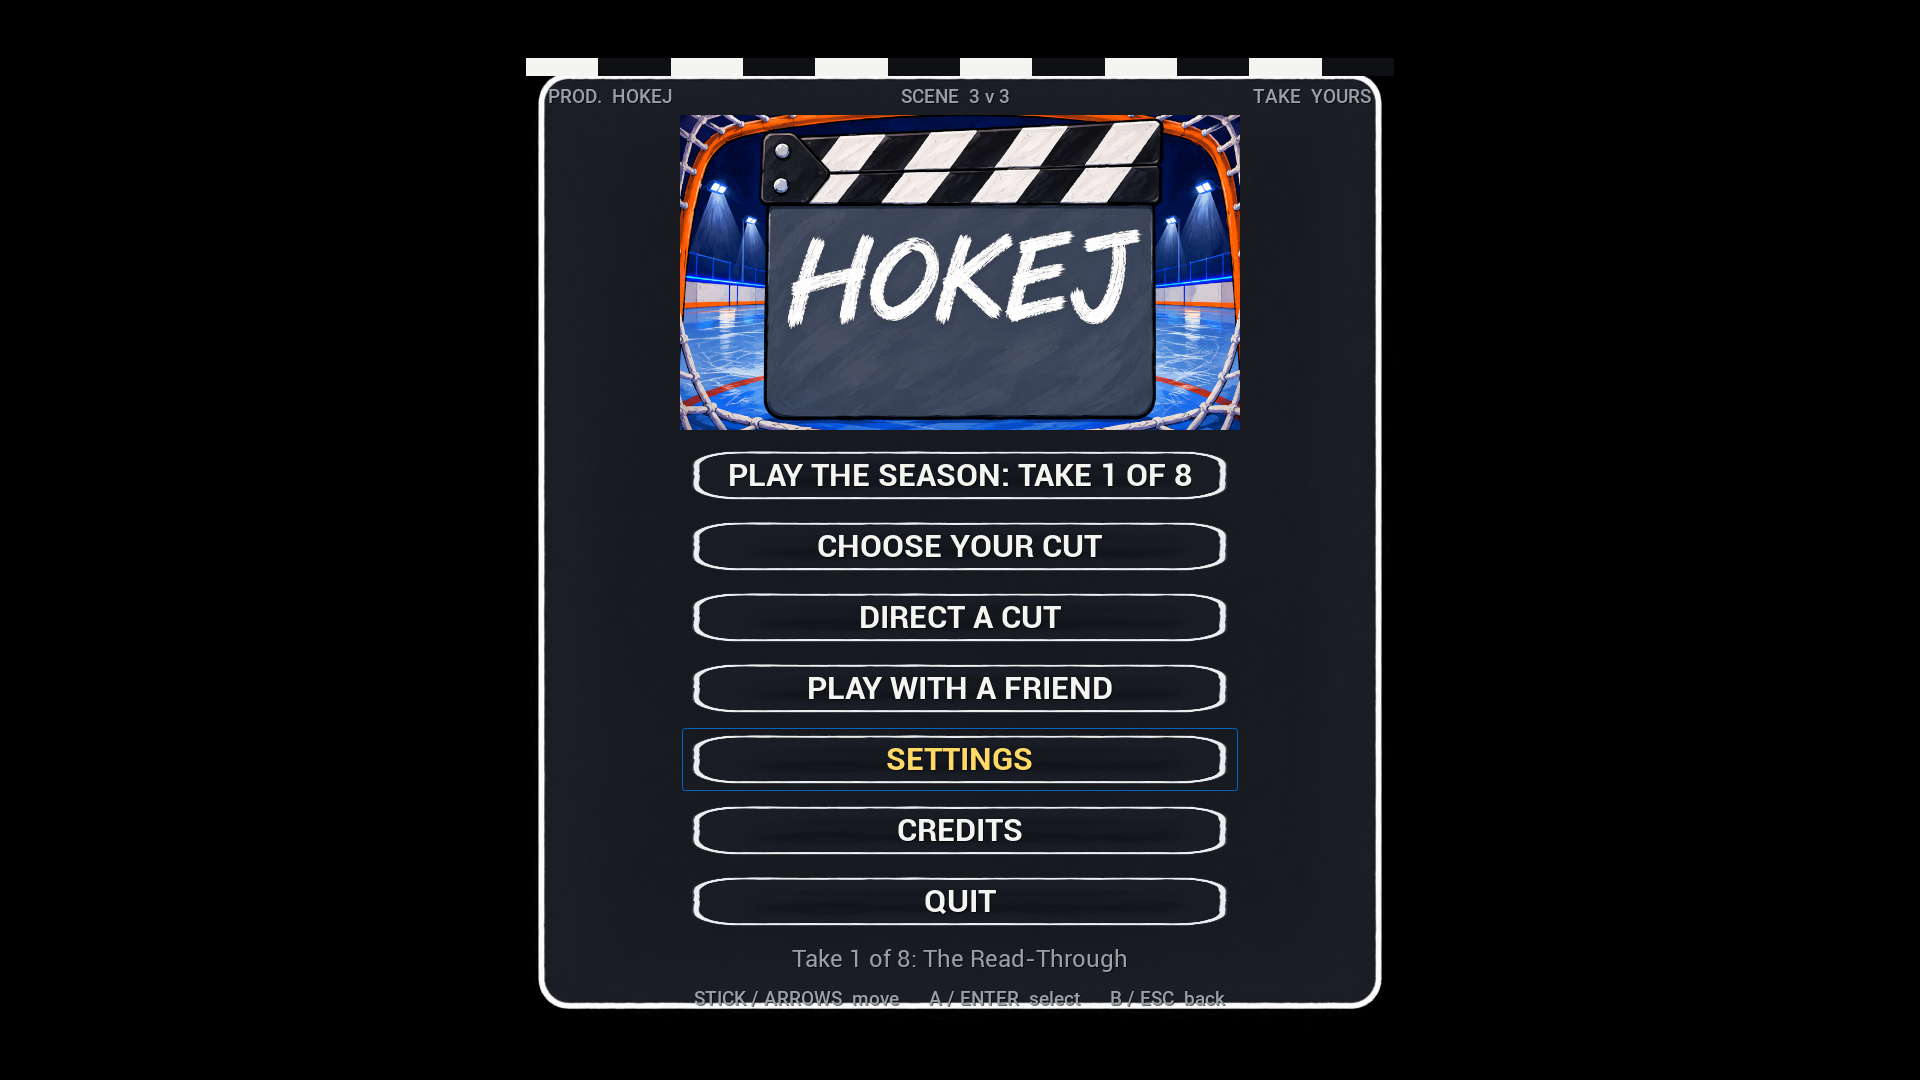 PROD. HOKEJ
SCENE 3 v 3
TAKE YOURS
HOKEJ
PLAY THE SEASON: TAKE 1 OF 8
CHOOSE YOUR CUT
DIRECT A CUT
PLAY WITH A FRIEND
SETTINGS
CREDITS
QUIT
Take 1 of 8: The Read-Through
STICK / ARROWS move A / ENTER select B / ESC back